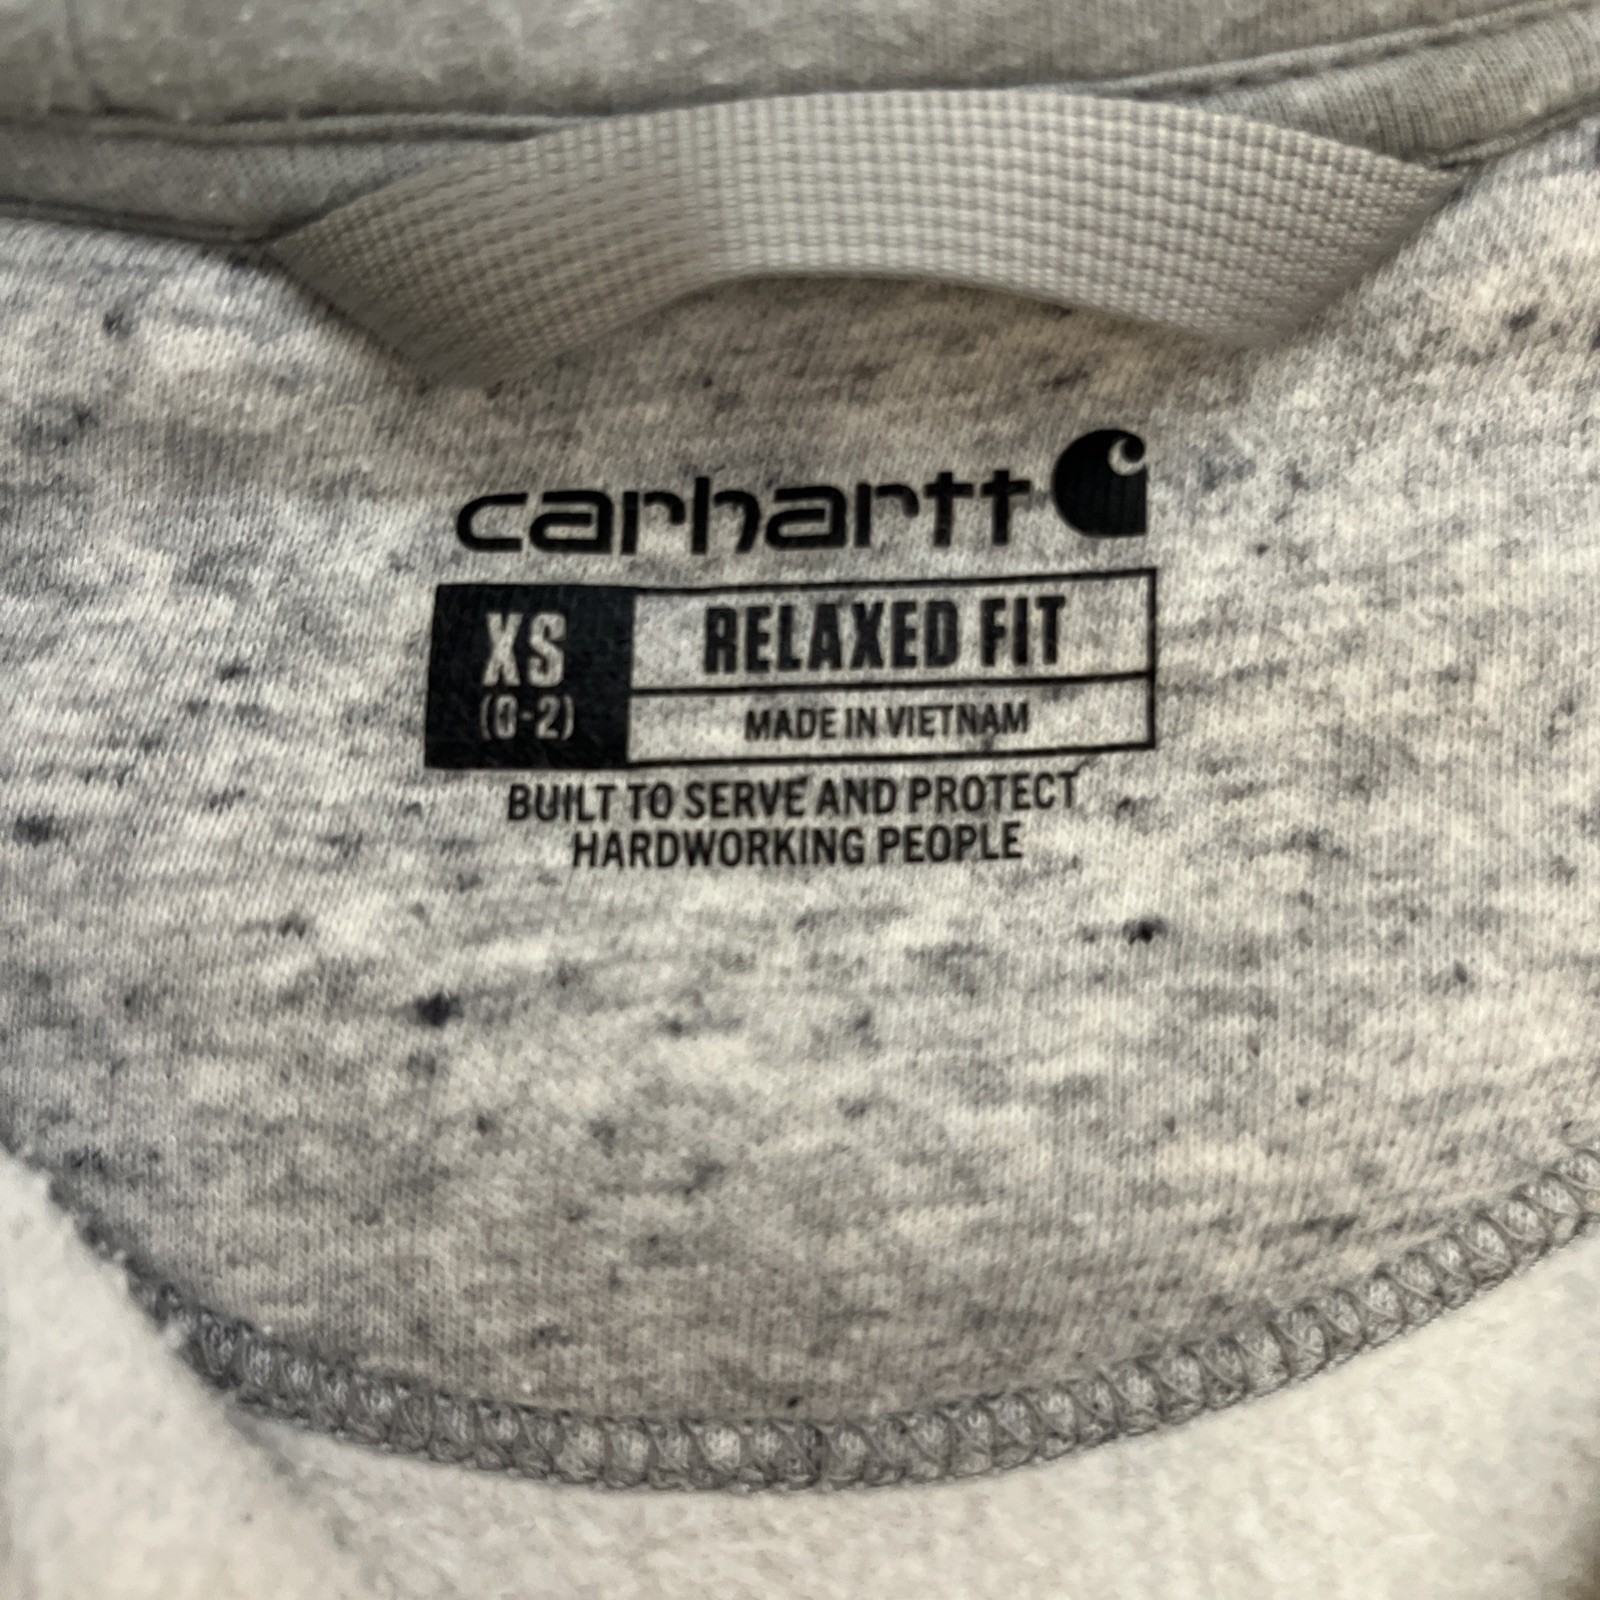 carhartt
XS
(0-2)
RELAXED FIT
MADE IN VIETNAM
BUILT TO SERVE AND PROTECT
HARDWORKING PEOPLE